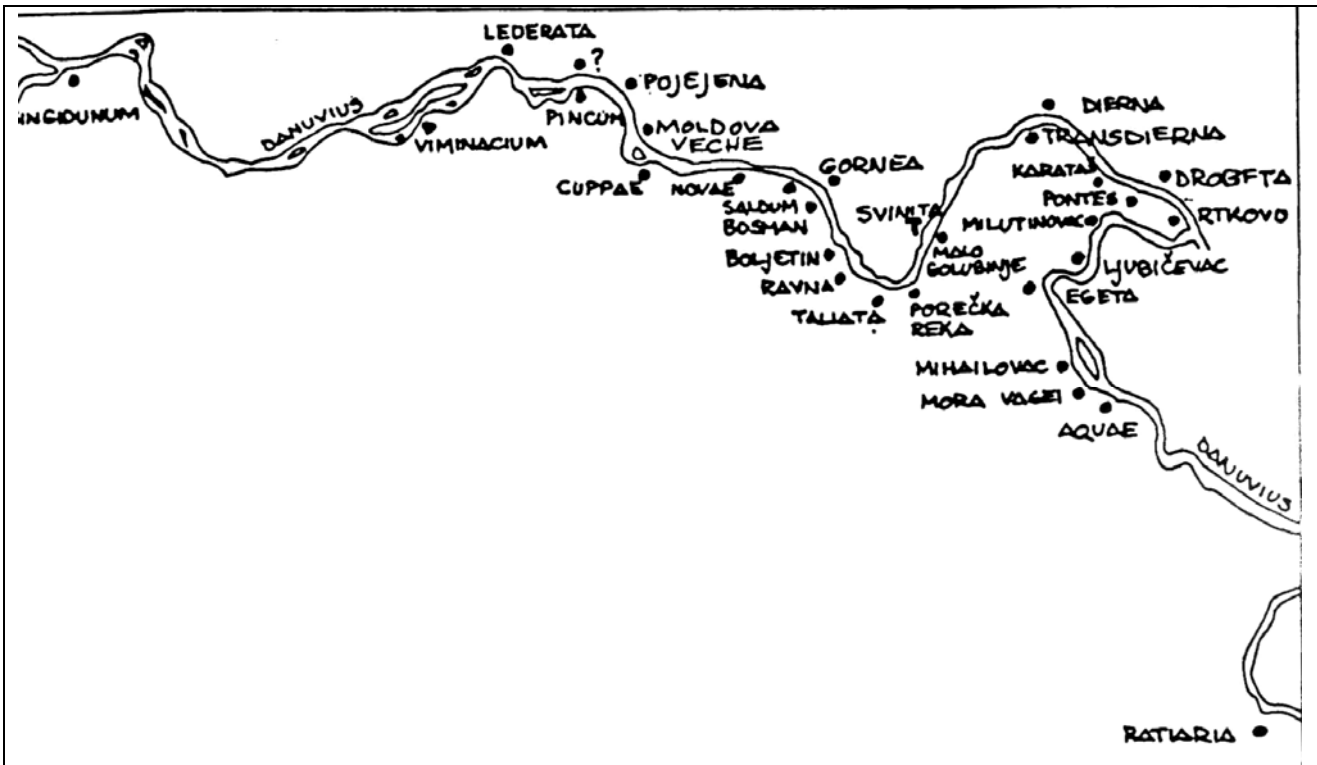 LEDERATA
?
POJEJENA
DIERNA
NGIDUNUM
DANUVIUS
VIMINACIUM
PINCUM
MOLDOVA
VECHE
TRANSDIERNA
GORNEA
KARATAŠ
DROBETA
CUPPAE
NOVAE
SALDUM
BOSMAN
SVINITA
PONTES
MILUTINOVAC
RTKOVO
BOLJETIN
MALO
GOLUBINJE
LJUBIČEVAC
RAVNA
EGETA
TALIATA
POREČKA
REKA
MIHAILOVAC
MORA VAGEI
AQUAE
DANUVIUS
RATIARIA